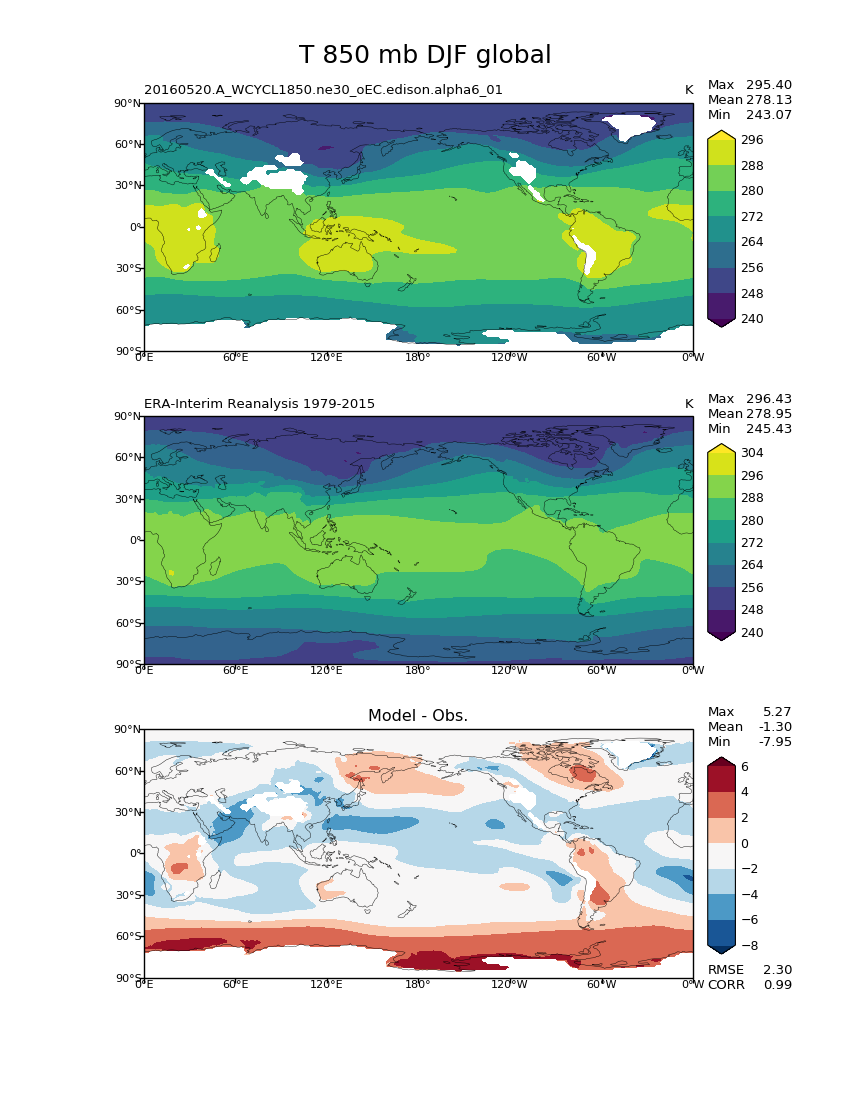 T 850 mb DJF global
20160520.A_WCYCL1850.ne30_oEC.edison.alpha6_01 K
Max 295.40
Mean 278.13
Min 243.07
90°N
60°N
30°N
0°
30°S
60°S
90°S
0°E 60°E 120°E 180° 120°W 60°W 0°W
296
288
280
272
264
256
248
240
ERA-Interim Reanalysis 1979-2015 K
Max 296.43
Mean 278.95
Min 245.43
90°N
60°N
30°N
0°
30°S
60°S
90°S
0°E 60°E 120°E 180° 120°W 60°W 0°W
304
296
288
280
272
264
256
248
240
Model - Obs.
Max 5.27
Mean -1.30
Min -7.95
90°N
60°N
30°N
0°
30°S
60°S
90°S
0°E 60°E 120°E 180° 120°W 60°W 0°W
6
4
2
0
−2
−4
−6
−8
RMSE 2.30
CORR 0.99